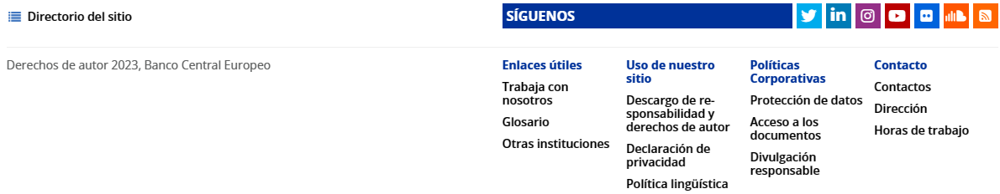 Directorio del sitio
SÍGUENOS
Derechos de autor 2023, Banco Central Europeo
Enlaces útiles
Trabaja con
nosotros
Glosario
Otras instituciones
Uso de nuestro
sitio
Descargo de re-
sponsabilidad y
derechos de autor
Declaración de
privacidad
Política lingüística
Políticas
Corporativas
Protección de datos
Acceso a los
documentos
Divulgación
responsable
Contacto
Contactos
Dirección
Horas de trabajo